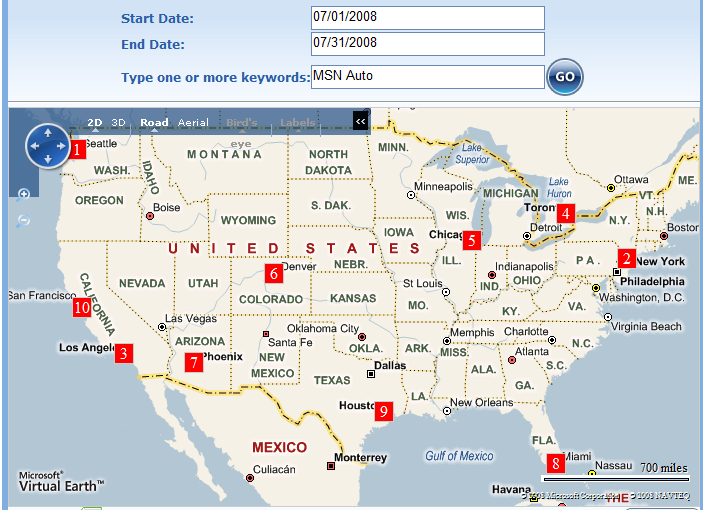 Start Date: 07/01/2008
End Date: 07/31/2008
Type one or more keywords: MSN Auto GO
2D 3D Road Aerial Bird's eye Labels <<
1 Seattle
WASH.
MONTANA
NORTH DAKOTA
MINN.
Lake Superior
IDAHO
OREGON
Boise
Minneapolis
MICHIGAN
Lake Huron
Ottawa
ME.
VT.
N.H.
S. DAK.
WIS.
Toron 4
N.Y.
Boston
WYOMING
IOWA
Chicag 5
Detroit
UNITED STATES
6 Denver
NEBR.
ILL.
IND.
Indianapolis
OHIO
PA.
2 New York
Philadelphia
NEVADA
UTAH
COLORADO
KANSAS
St Louis
MO.
Washington, D.C.
San Francisco
10
CALIFORNIA
KY.
VA.
Virginia Beach
Las Vegas
Oklahoma City
Santa Fe
Memphis
Charlotte
N.C.
Los Angele 3
ARIZONA
7 Phoenix
NEW MEXICO
OKLA.
ARK.
MISS.
Atlanta
S.C.
Dallas
ALA.
GA.
TEXAS
LA.
Houst 9
New Orleans
FLA.
MEXICO
Monterrey
Gulf of Mexico
8 Miami
Culiacán
Nassau
700 miles
Microsoft®
Virtual Earth™
Havana
THE
© 2008 Microsoft Corporation © 2008 NAVTEQ